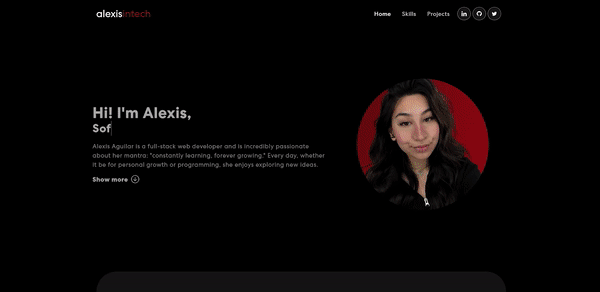 alexisintech
Home Skills Projects
Hi! I'm Alexis,
Sof
Alexis Aguilar is a full-stack web developer and is incredibly passionate
about her mantra: "constantly learning, forever growing." Every day, whether
it be for personal growth or programming, she enjoys exploring new ideas.
Show more